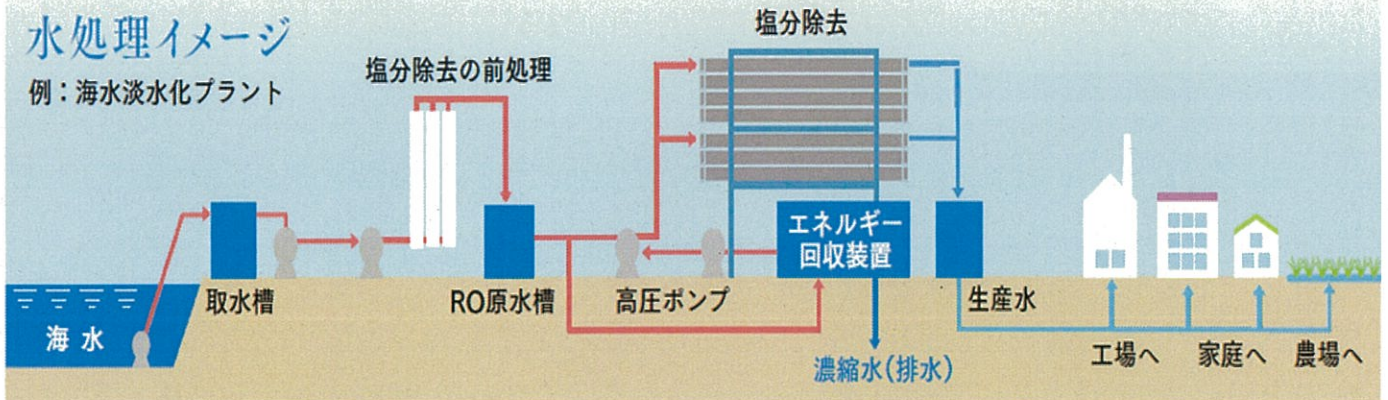 水処理イメージ
例：海水淡水化プラント
塩分除去の前処理
塩分除去
エネルギー
回収装置
取水槽
RO原水槽
高圧ポンプ
生産水
海水
濃縮水(排水)
工場へ
家庭へ
農場へ